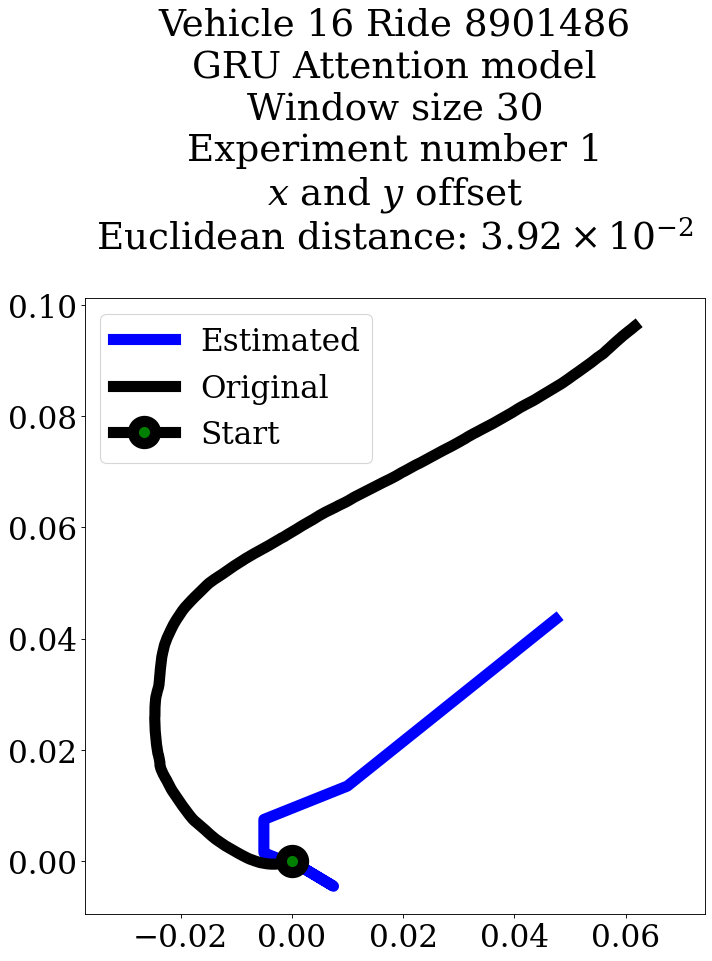 Vehicle 16 Ride 8901486
GRU Attention model
Window size 30
Experiment number 1
x and y offset
Euclidean distance: 3.92 × 10⁻²
Estimated
Original
Start
0.10
0.08
0.06
0.04
0.02
0.00
−0.02 0.00 0.02 0.04 0.06